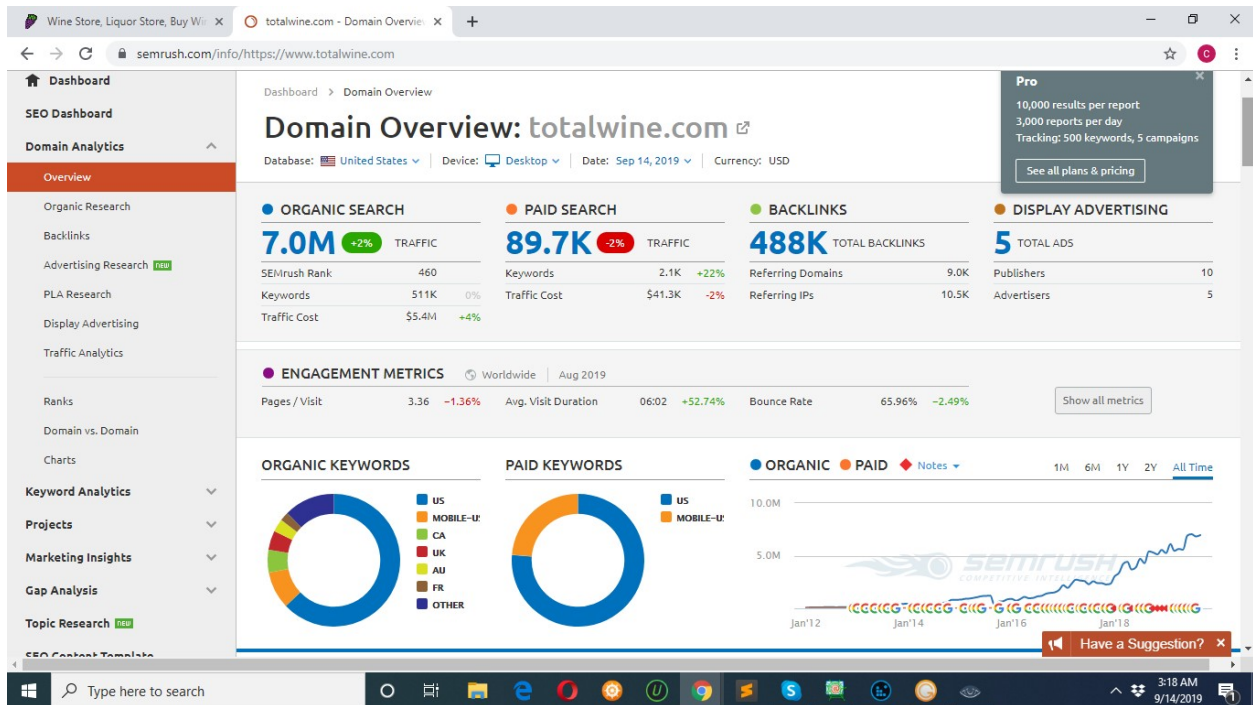 Wine Store, Liquor Store, Buy Wi
totalwine.com - Domain Overvie
semrush.com/info/https://www.totalwine.com
Dashboard
SEO Dashboard
Domain Analytics
Overview
Organic Research
Backlinks
Advertising Research new
PLA Research
Display Advertising
Traffic Analytics
Ranks
Domain vs. Domain
Charts
Keyword Analytics
Projects
Marketing Insights
Gap Analysis
Topic Research new
SEO Content Template
Dashboard > Domain Overview
Domain Overview: totalwine.com
Database: United States Device: Desktop Date: Sep 14, 2019 Currency: USD
Pro
10,000 results per report
3,000 reports per day
Tracking: 500 keywords, 5 campaigns
See all plans & pricing
ORGANIC SEARCH
7.0M +2% TRAFFIC
SEMrush Rank 460
Keywords 511K 0%
Traffic Cost $5.4M +4%
PAID SEARCH
89.7K -2% TRAFFIC
Keywords 2.1K +22%
Traffic Cost $41.3K -2%
BACKLINKS
488K TOTAL BACKLINKS
Referring Domains 9.0K
Referring IPs 10.5K
DISPLAY ADVERTISING
5 TOTAL ADS
Publishers 10
Advertisers 5
ENGAGEMENT METRICS Worldwide Aug 2019
Pages / Visit 3.36 −1.36% Avg. Visit Duration 06:02 +52.74% Bounce Rate 65.96% −2.49%
Show all metrics
ORGANIC KEYWORDS
US
MOBILE-U
CA
UK
AU
FR
OTHER
PAID KEYWORDS
US
MOBILE-U
ORGANIC PAID Notes 1M 6M 1Y 2Y All Time
10.0M
5.0M
semrush
COMPETITIVE INTELLIGENCE
Jan'12 Jan'14 Jan'16 Jan'18
Have a Suggestion? ×
Type here to search
3:18 AM
9/14/2019